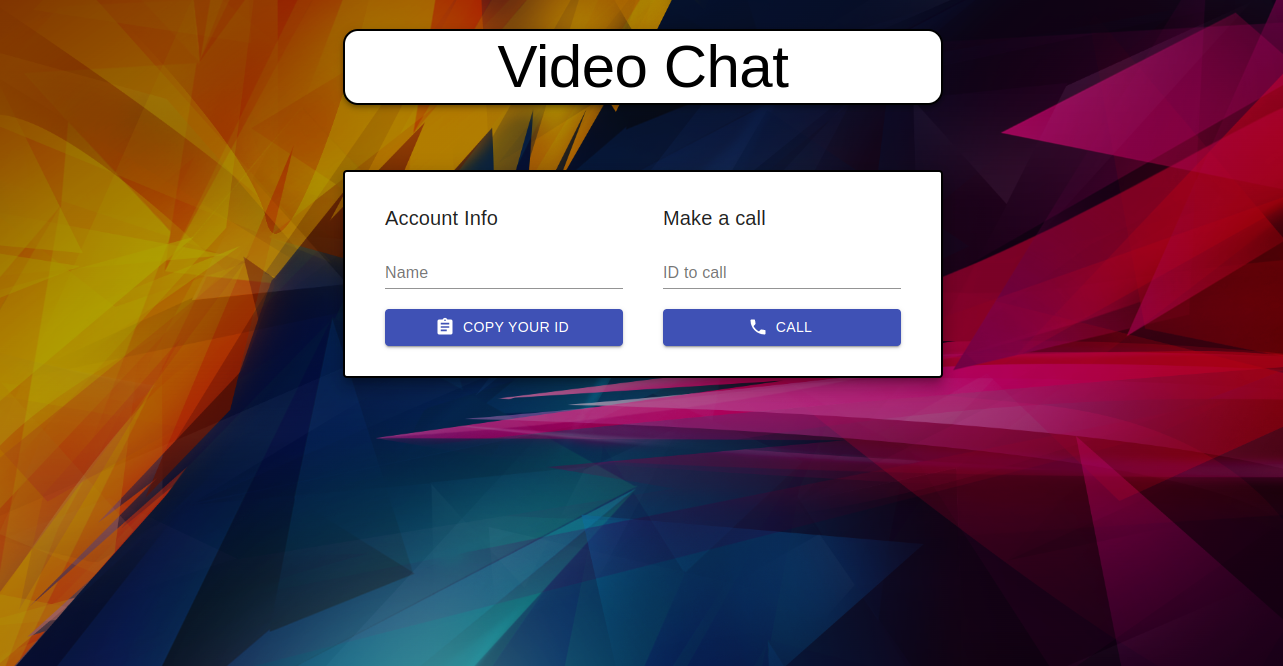 Video Chat
Account Info
Name
COPY YOUR ID
Make a call
ID to call
CALL